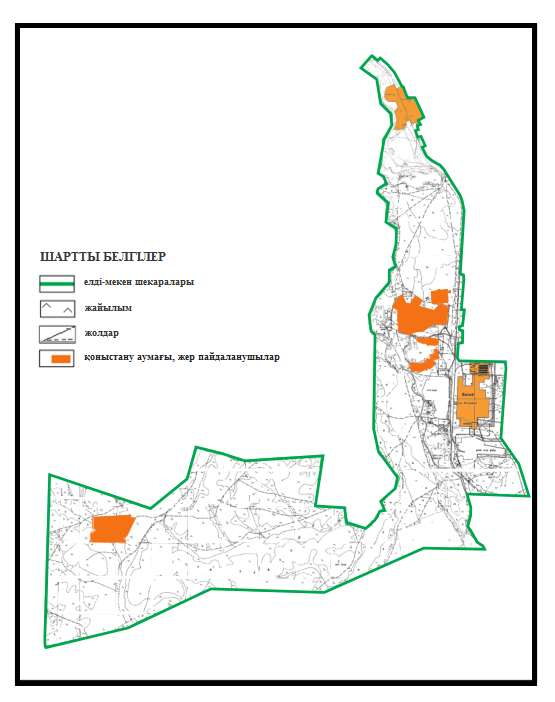 ШАРТТЫ БЕЛГІЛЕР
елді-мекен шекаралары
жайылым
жолдар
қоныстану аумағы, жер пайдаланушылар